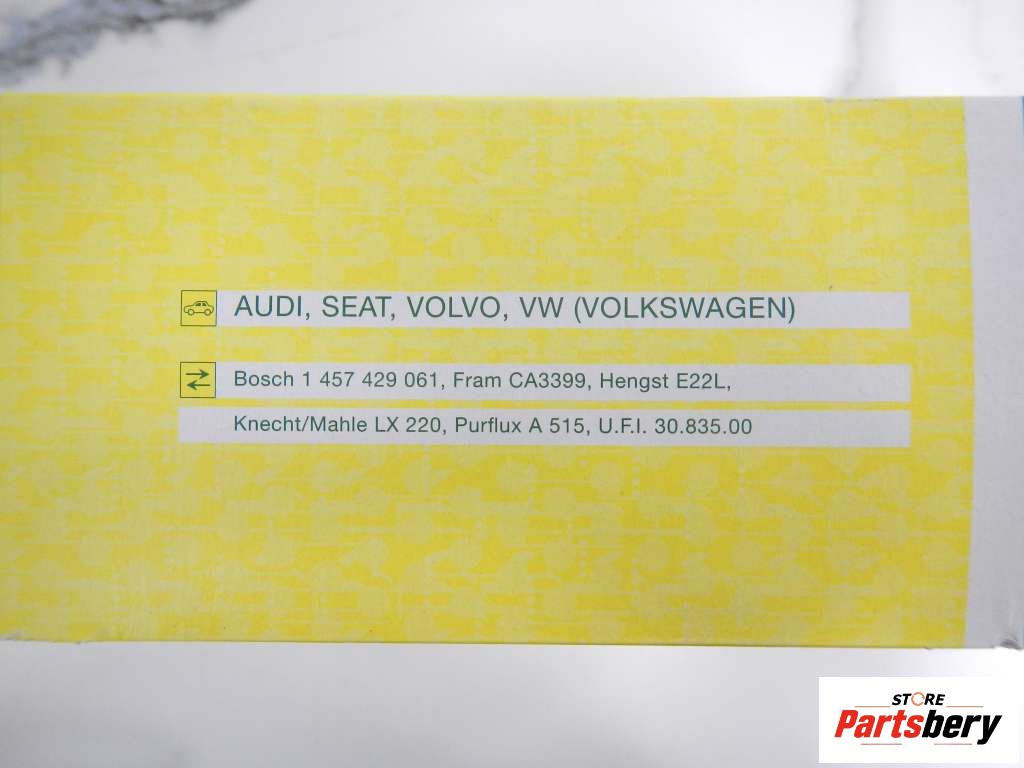 AUDI, SEAT, VOLVO, VW (VOLKSWAGEN)
Bosch 1 457 429 061, Fram CA3399, Hengst E22L,
Knecht/Mahle LX 220, Purflux A 515, U.F.I. 30.835.00
STORE
Partsbery